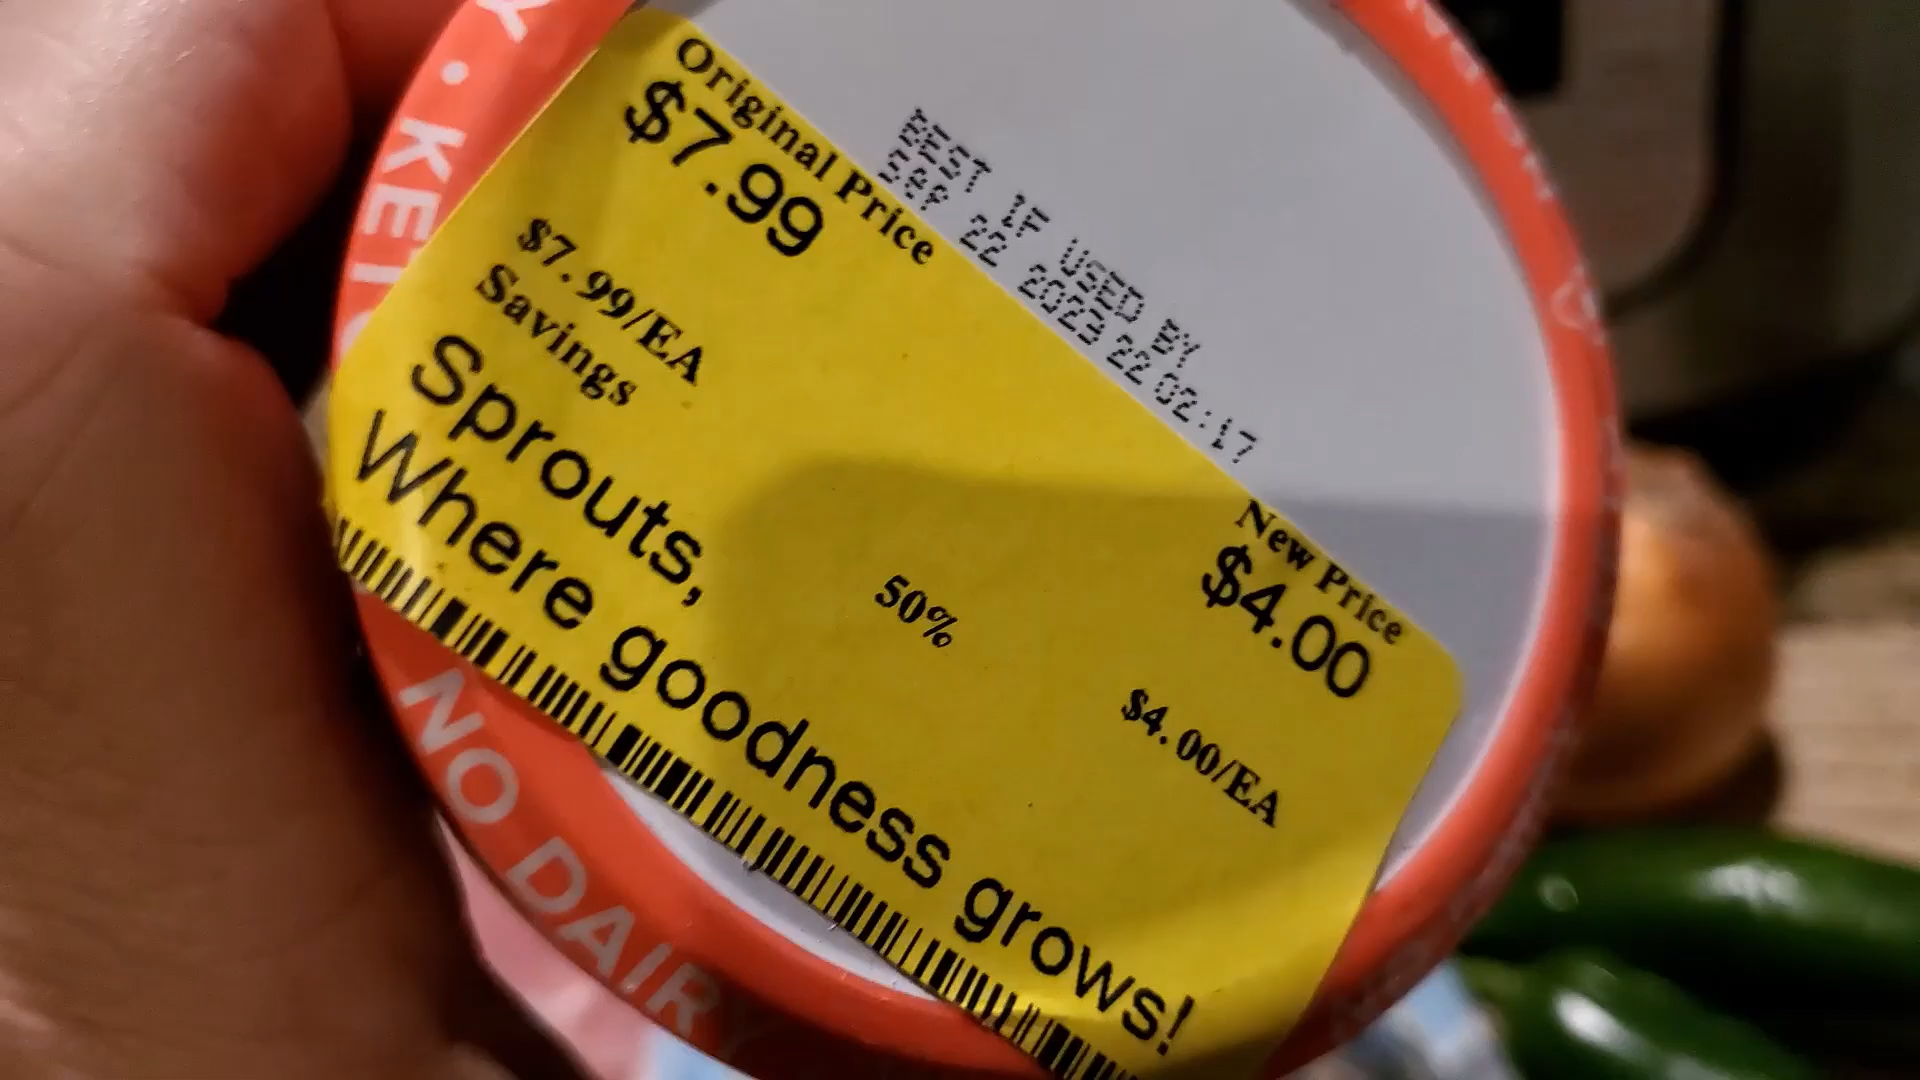 Original Price
$7.99
$7.99/EA
Savings
Sprouts,
Where goodness grows!
50%
New Price
$4.00
$4.00/EA
BEST IF USED BY
SEP 22 2023 22 02:17
NO DAIRY